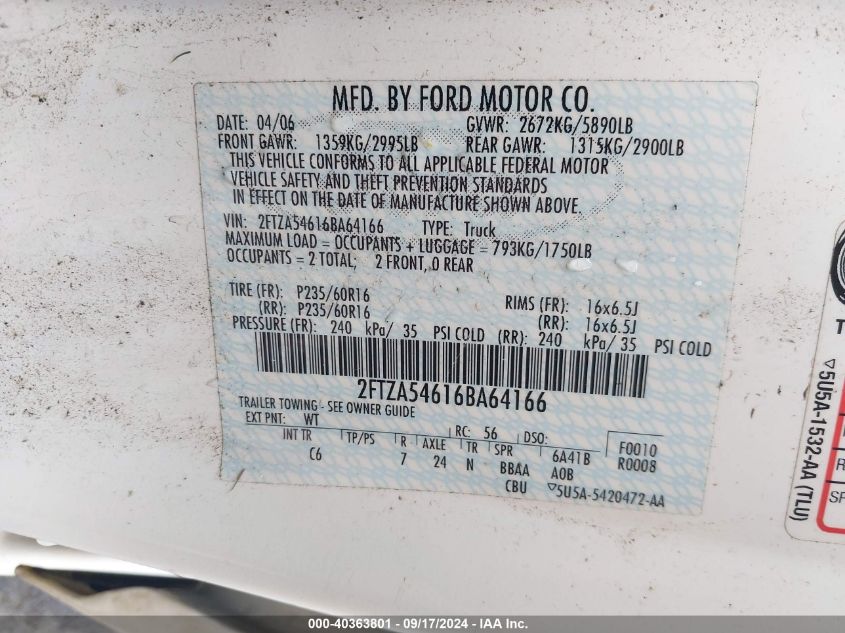 MFD. BY FORD MOTOR CO.
DATE: 04/06 GVWR: 2672KG/5890LB
FRONT GAWR: 1359KG/2995LB REAR GAWR: 1315KG/2900LB
THIS VEHICLE CONFORMS TO ALL APPLICABLE FEDERAL MOTOR
VEHICLE SAFETY AND THEFT PREVENTION STANDARDS
IN EFFECT ON THE DATE OF MANUFACTURE SHOWN ABOVE.
VIN: 2FTZA54616BA64166 TYPE: Truck
MAXIMUM LOAD = OCCUPANTS + LUGGAGE = 793KG/1750LB
OCCUPANTS = 2 TOTAL; 2 FRONT, 0 REAR
TIRE (FR): P235/60R16 RIMS (FR): 16x6.5J
(RR): P235/60R16 (RR): 16x6.5J
PRESSURE (FR): 240 kPa/ 35 PSI COLD (RR): 240 kPa/ 35 PSI COLD
2FTZA54616BA64166
TRAILER TOWING - SEE OWNER GUIDE
EXT PNT: WT RC: 56 DSO: F0010
INT TR TP/PS R AXLE TR SPR 6A41B R0008
C6 7 24 N BBAA A0B
CBU ▽5U5A-5420472-AA
T
▽5U5A-1532-AA (TLU)
R
SP
000-40363801 - 09/17/2024 - IAA Inc.